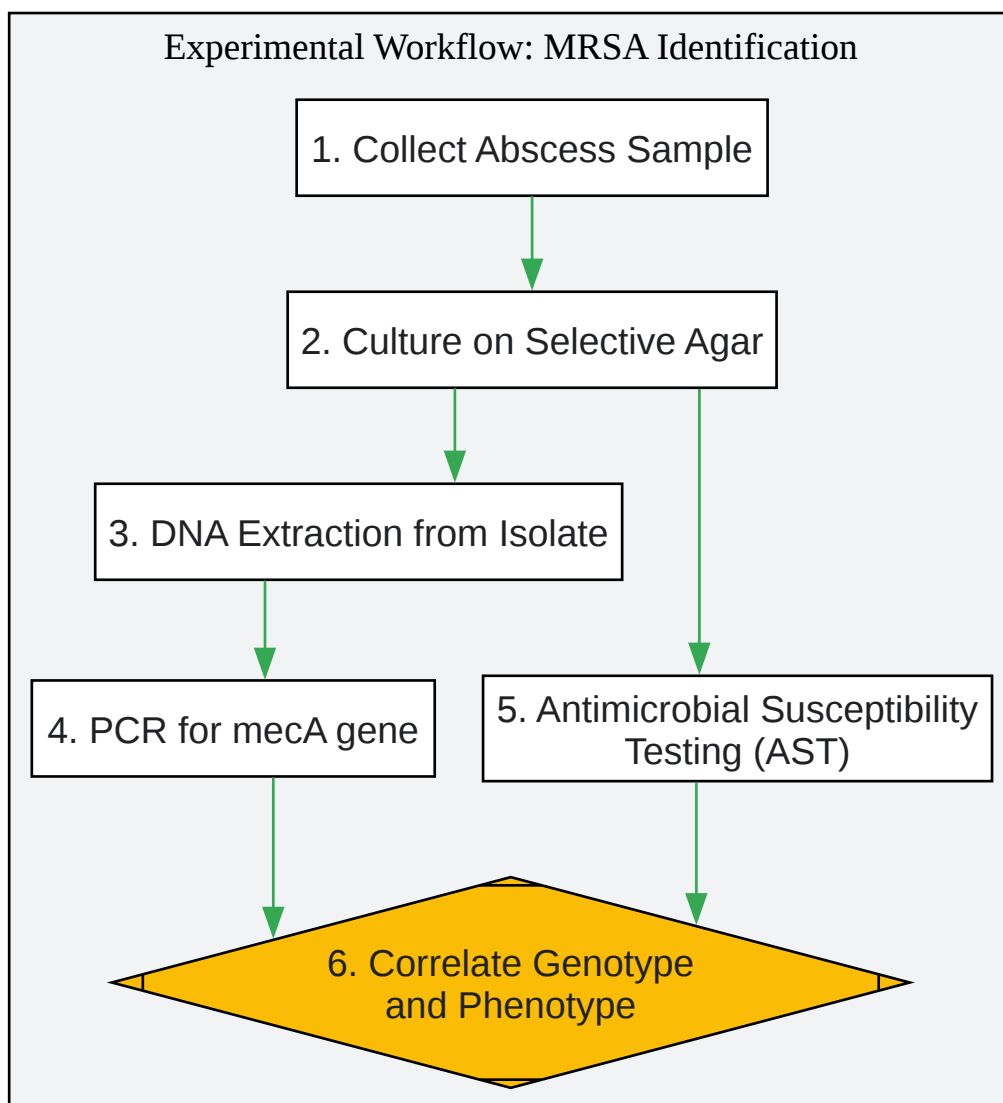 Experimental Workflow: MRSA Identification
1. Collect Abscess Sample
2. Culture on Selective Agar
3. DNA Extraction from Isolate
4. PCR for mecA gene
5. Antimicrobial Susceptibility
Testing (AST)
6. Correlate Genotype
and Phenotype